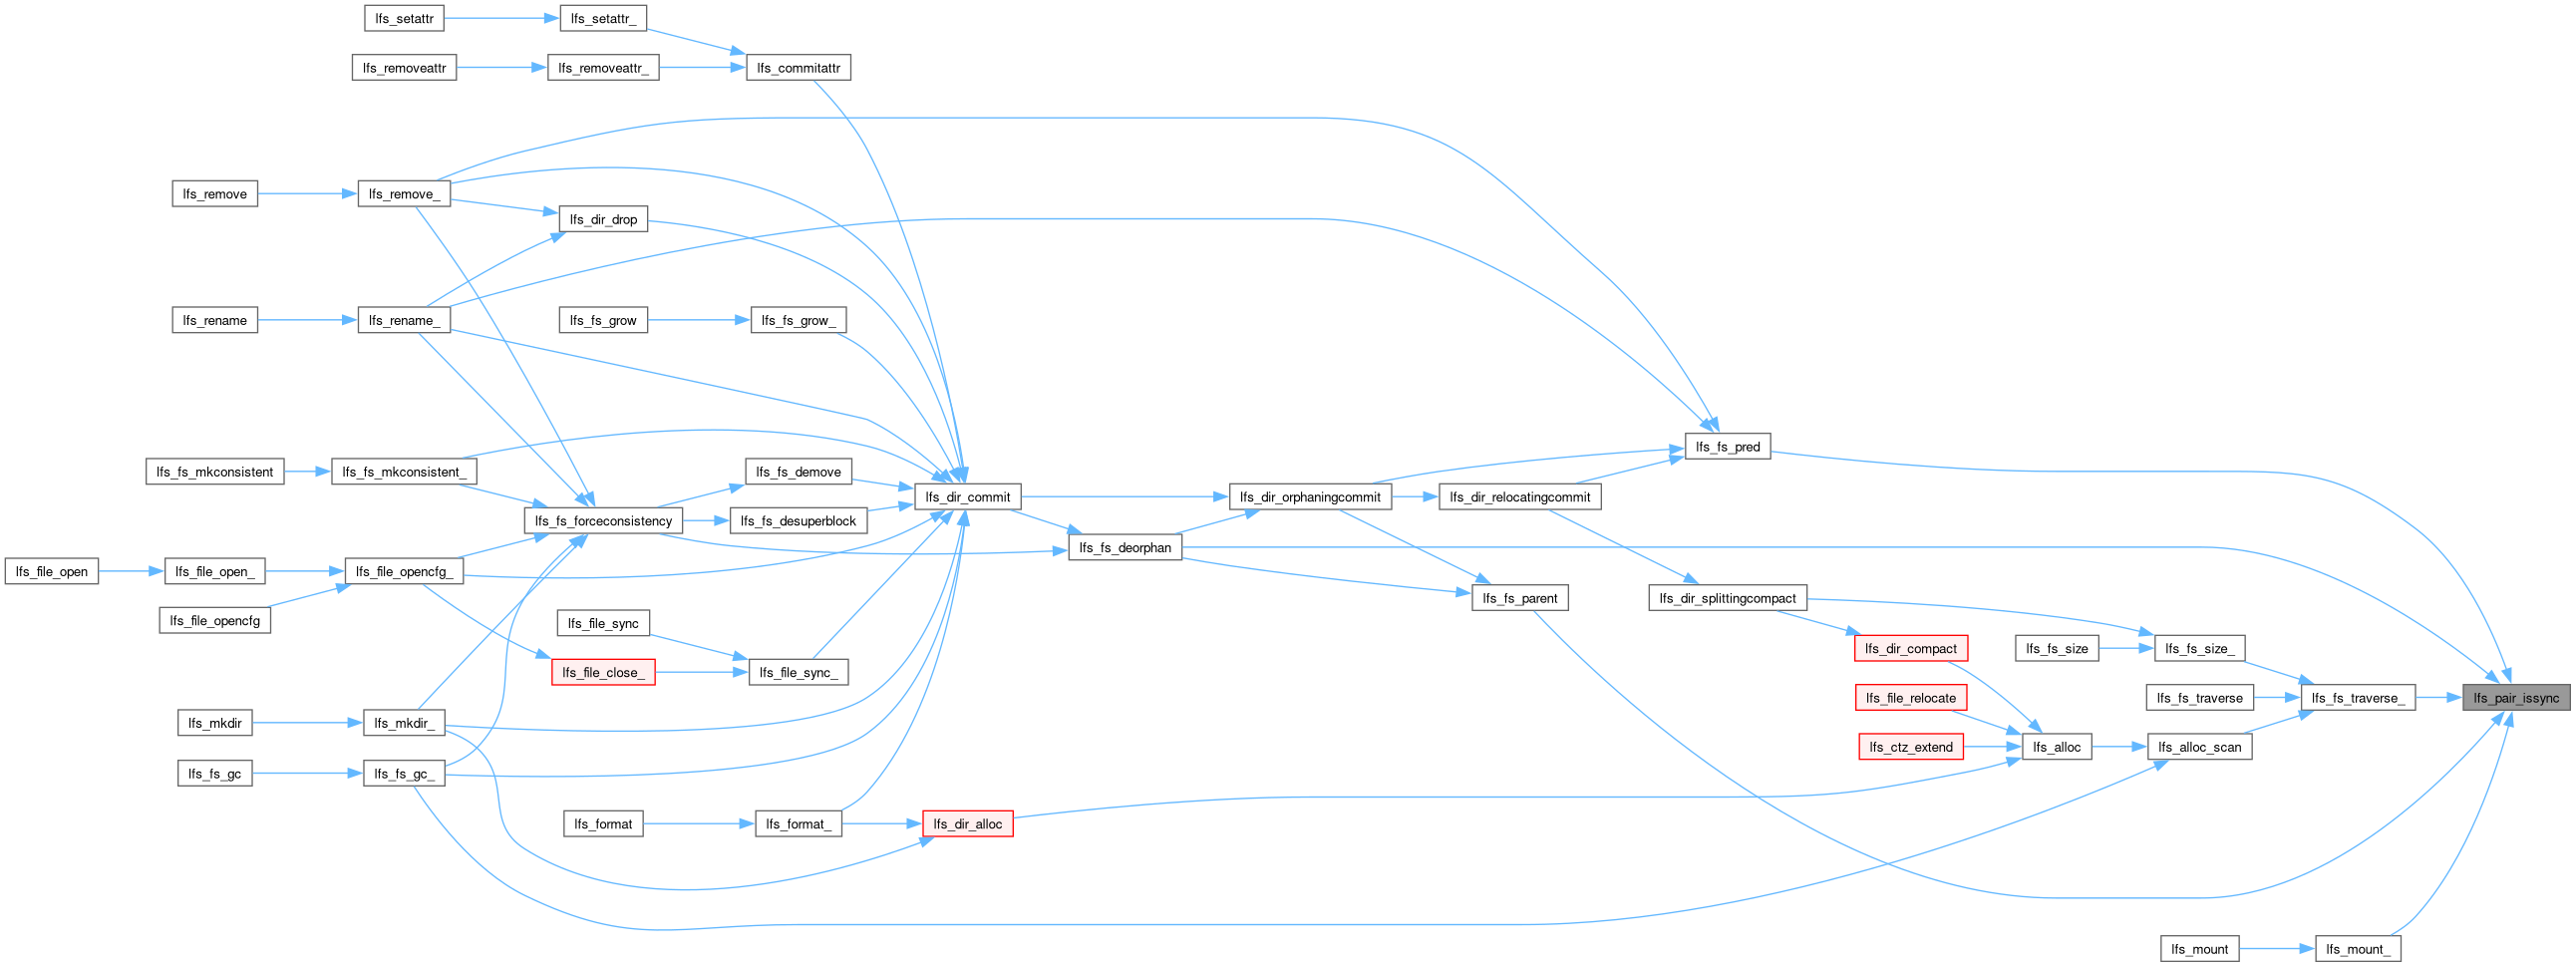 lfs_setattr
lfs_setattr_
lfs_removeattr
lfs_removeattr_
lfs_commitattr
lfs_remove
lfs_remove_
lfs_dir_drop
lfs_rename
lfs_rename_
lfs_fs_grow
lfs_fs_grow_
lfs_fs_pred
lfs_fs_mkconsistent
lfs_fs_mkconsistent_
lfs_fs_demove
lfs_dir_commit
lfs_dir_orphaningcommit
lfs_dir_relocatingcommit
lfs_fs_forceconsistency
lfs_fs_desuperblock
lfs_fs_deorphan
lfs_file_open
lfs_file_open_
lfs_file_opencfg_
lfs_fs_parent
lfs_dir_splittingcompact
lfs_file_opencfg
lfs_file_sync
lfs_dir_compact
lfs_fs_size
lfs_fs_size_
lfs_file_close_
lfs_file_sync_
lfs_file_relocate
lfs_fs_traverse
lfs_fs_traverse_
lfs_pair_issync
lfs_mkdir
lfs_mkdir_
lfs_ctz_extend
lfs_alloc
lfs_alloc_scan
lfs_fs_gc
lfs_fs_gc_
lfs_format
lfs_format_
lfs_dir_alloc
lfs_mount
lfs_mount_